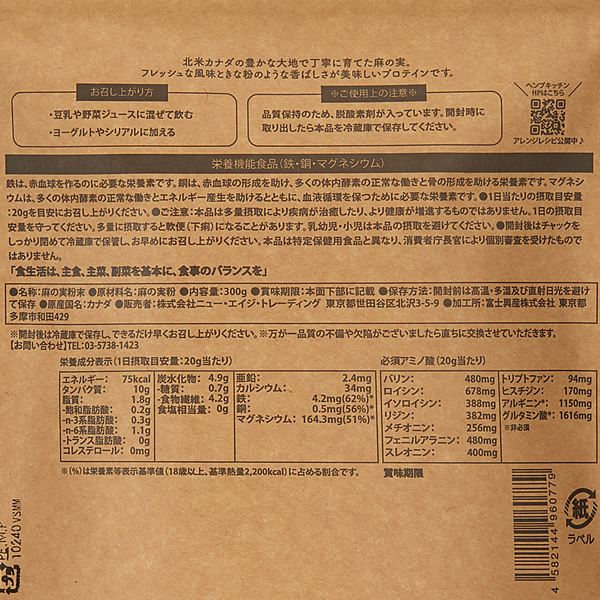 北米カナダの豊かな大地で丁寧に育てた麻の実。
フレッシュな風味ときな粉のような香ばしさが美味しいプロテインです。
お召し上がり方
・豆乳や野菜ジュースに混ぜて飲む
・ヨーグルトやシリアルに加える
※ご使用上の注意※
品質保持のため、脱酸素剤が入っています。開封時に
取り出したら本品を冷蔵庫で保存してください。
ヘンプキッチン
HPはこちら
アレンジレシピ公開中♪
栄養機能食品(鉄・銅・マグネシウム)
鉄は、赤血球を作るのに必要な栄養素です。銅は、赤血球の形成を助け、多くの体内酵素の正常な働きと骨の形成を助ける栄養素です。マグネシ
ウムは、多くの体内酵素の正常な働きとエネルギー産生を助けるとともに、血液循環を保つために必要な栄養素です。●1日当たりの摂取目安量
:20gを目安にお召し上がりください。●ご注意:本品は多量摂取により疾病が治癒したり、より健康が増進するものではありません。1日の摂取目
安量を守ってください。多量に摂取すると軟便(下痢)になることがあります。乳幼児・小児は本品の摂取を避けてください。●開封後はチャックを
しっかり閉めて冷蔵庫で保管し、お早めにお召し上がりください。本品は特定保健用食品と異なり、消費者庁長官により個別審査を受けたもので
はありません。
「食生活は、主食、主菜、副菜を基本に、食事のバランスを」
●名称:麻の実粉末 ●原材料名:麻の実粉 ●内容量:300g ●賞味期限:本面下部に記載 ●保存方法:開封前は高温・多湿及び直射日光を避け
て保存 ●原産国名:カナダ ●販売者:株式会社ニュー・エイジ・トレーディング 東京都世田谷区北沢3-5-9 ●加工所:富士興産株式会社 東京都
多摩市和田429
※開封後は冷蔵庫で保存し、できるだけ早くお召し上がりください。※万が一品質の不備や欠陥がございましたら直ちに交換させていただきます。
【お問い合わせ】TEL:03-5738-1423
栄養成分表示(1日摂取目安量:20g当たり)
エネルギー: 75kcal
タンパク質: 10g
脂質: 1.8g
-飽和脂肪酸: 0.2g
-n-3系脂肪酸: 0.3g
-n-6系脂肪酸: 1.1g
-トランス脂肪酸: 0g
コレステロール: 0mg
炭水化物: 4.9g
-糖質: 0.7g
-食物繊維: 4.2g
食塩相当量: 0g
亜鉛: 2.4mg
カルシウム: 34mg
鉄: 4.2mg(62%)*
銅: 0.5mg(56%)*
マグネシウム: 164.3mg(51%)*
必須アミノ酸(20g当たり)
バリン: 480mg
ロイシン: 678mg
イソロイシン: 388mg
リジン: 382mg
メチオニン: 256mg
フェニルアラニン: 480mg
スレオニン: 400mg
トリプトファン: 94mg
ヒスチジン: 170mg
アルギニン*: 1150mg
グルタミン酸*: 1616mg
※非必須
※(%)は栄養素等表示基準値(18歳以上、基準熱量2,200kcal)に占める割合です。
賞味期限
4 582144 960779
紙
ラベル
PE,M,P
10240 VSMM
プラ